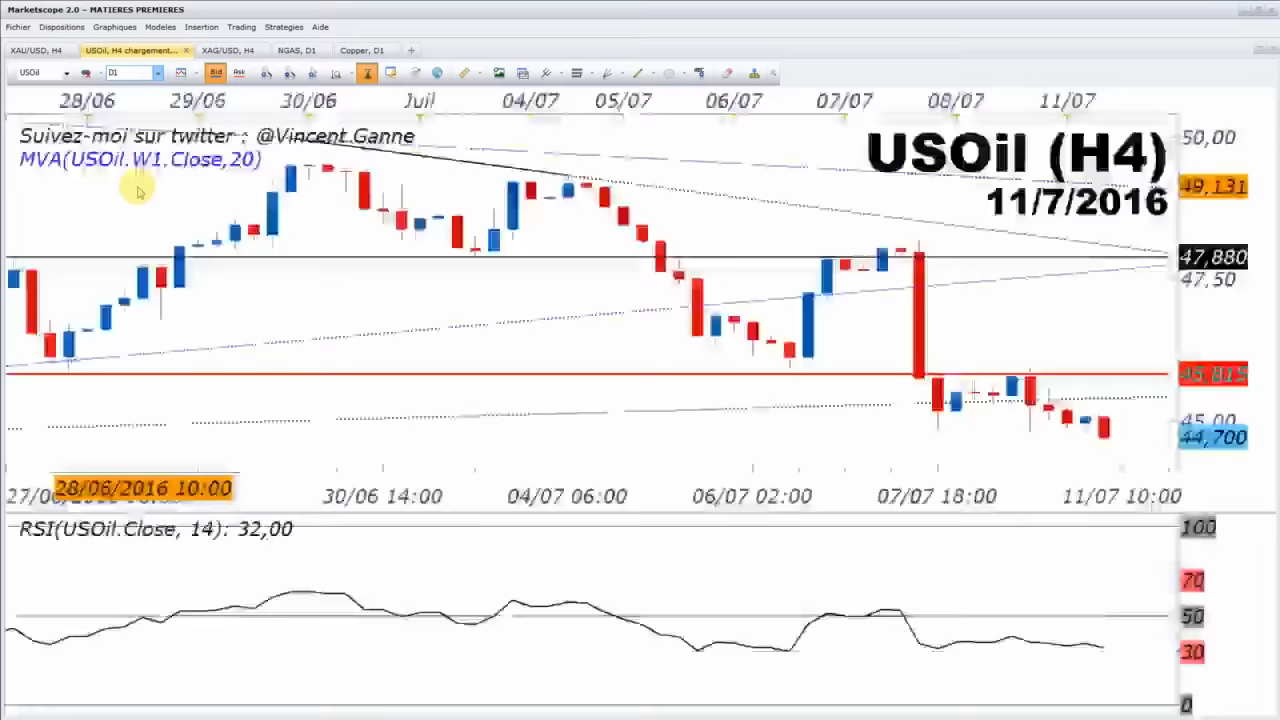 Marketscope 2.0 – MATIERES PREMIERES
Fichier Dispositions Graphiques Modeles Insertion Trading Strategies Aide
XAU/USD, H4 USOil, H4 chargement... XAG/USD, H4 NGAS, D1 Copper, D1
USOil D1 Bid Ask
28/06 29/06 30/06 Juil 04/07 05/07 06/07 07/07 08/07 11/07
Suivez-moi sur twitter : @Vincent.Ganne
MVA(USOil.W1.Close,20)
USOil (H4)
11/7/2016
50,00
49,131
47,880
47,50
45,815
45,00
44,700
28/06/2016 10:00 30/06 14:00 04/07 06:00 06/07 02:00 07/07 18:00 11/07 10:00
RSI(USOil.Close, 14): 32,00
100
70
50
30
0